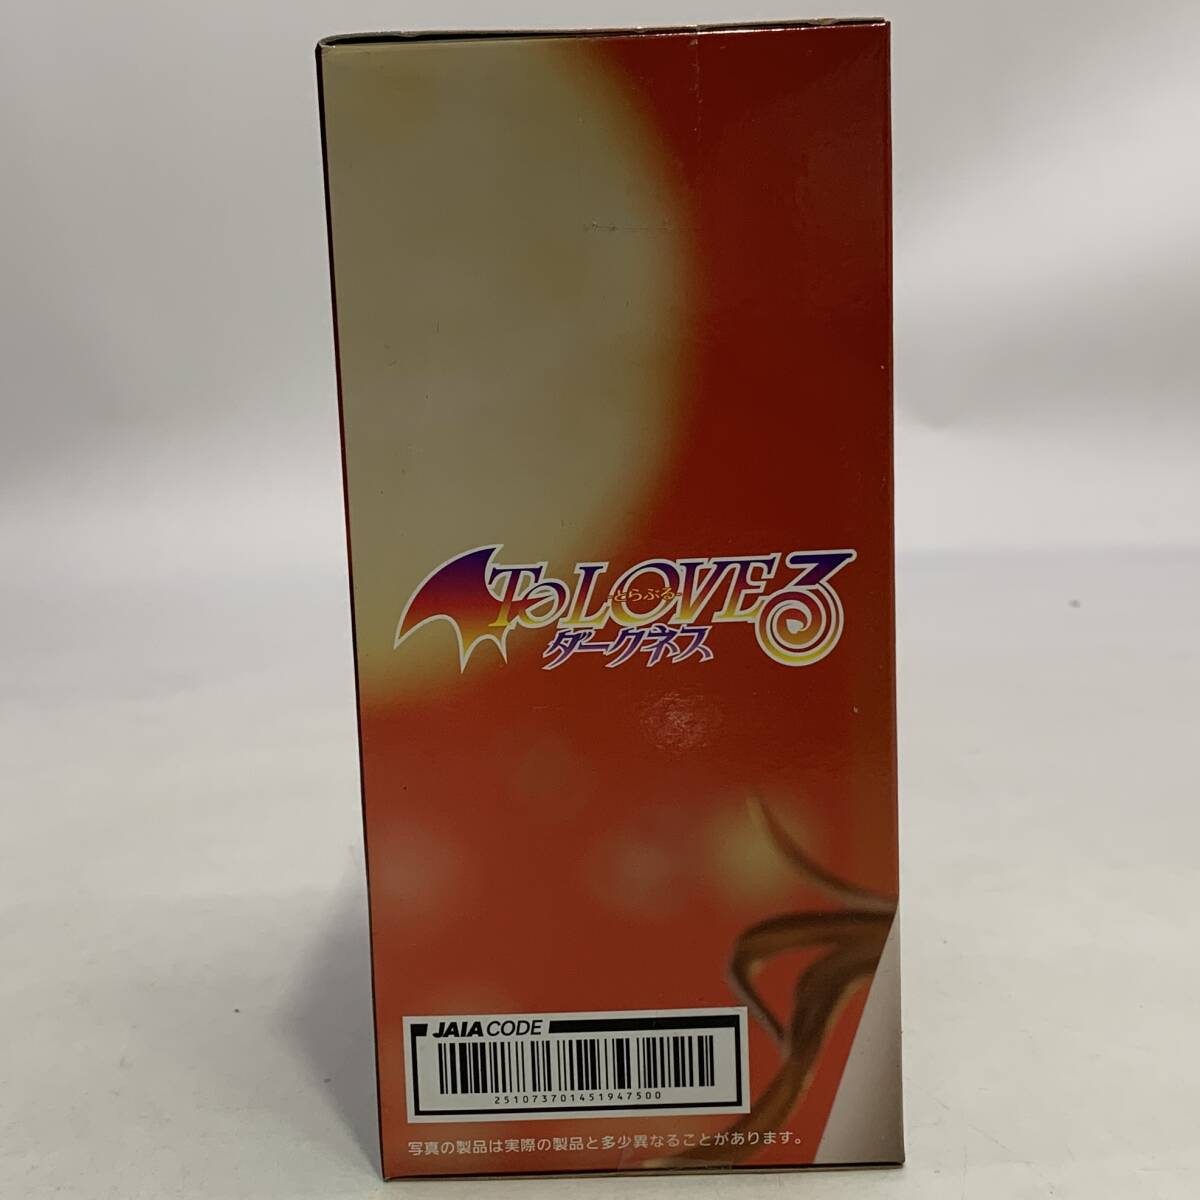 To LOVEる
-とらぶる-
ダークネス
JAIA CODE
251073701451947500
写真の製品は実際の製品と多少異なることがあります。